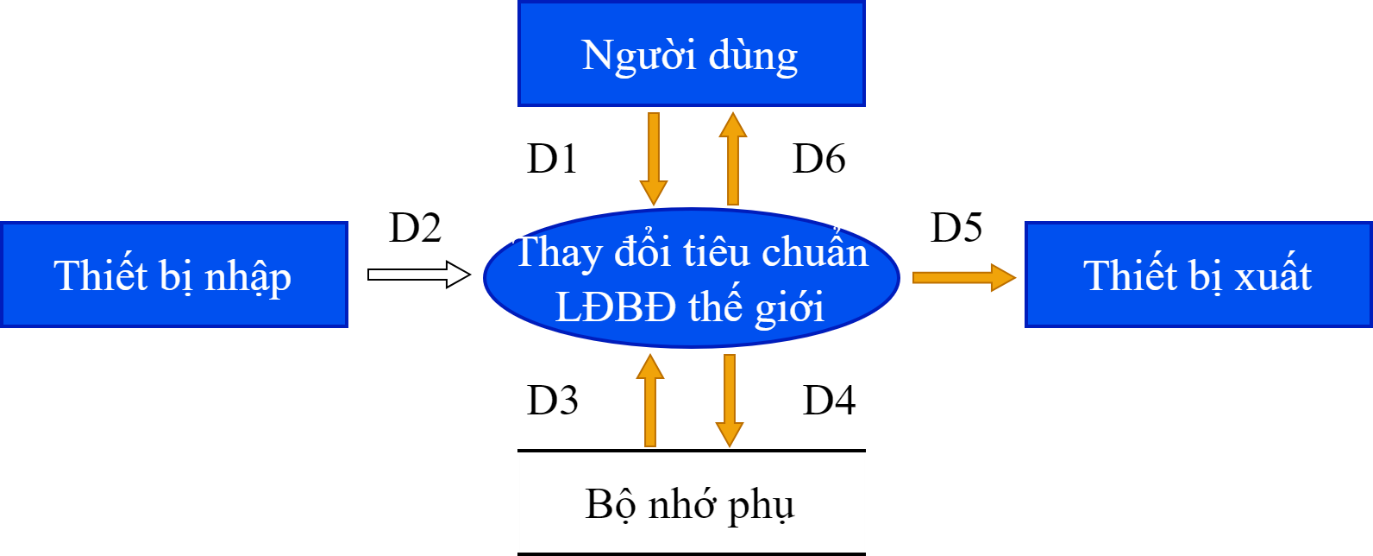 Người dùng
D1
D6
D2
D5
Thiết bị nhập
Thay đổi tiêu chuẩn
LĐBĐ thế giới
Thiết bị xuất
D3
D4
Bộ nhớ phụ